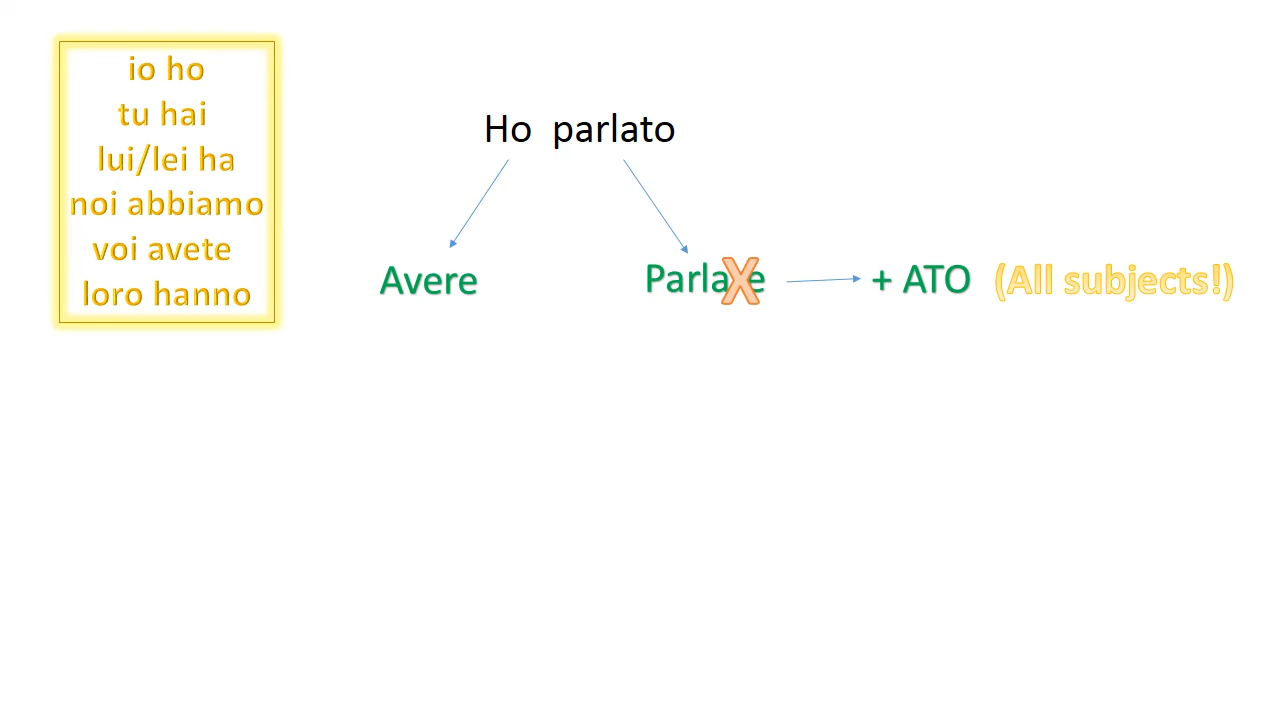 io ho
tu hai
lui/lei ha
noi abbiamo
voi avete
loro hanno
Ho parlato
Avere
Parlare
+ ATO
(All subjects!)